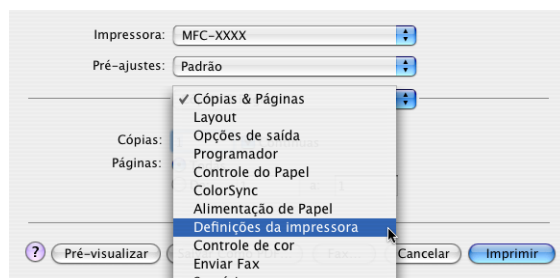 Impressora: MFC-XXXX
Pré-ajustes: Padrão
✓ Cópias & Páginas
Layout
Opções de saída
Cópias:
Programador
Páginas:
Controle do Papel
ColorSync
Alimentação de Papel
Definições da impressora
Controle de cor
Enviar Fax
? Pré-visualizar Fax... Cancelar Imprimir